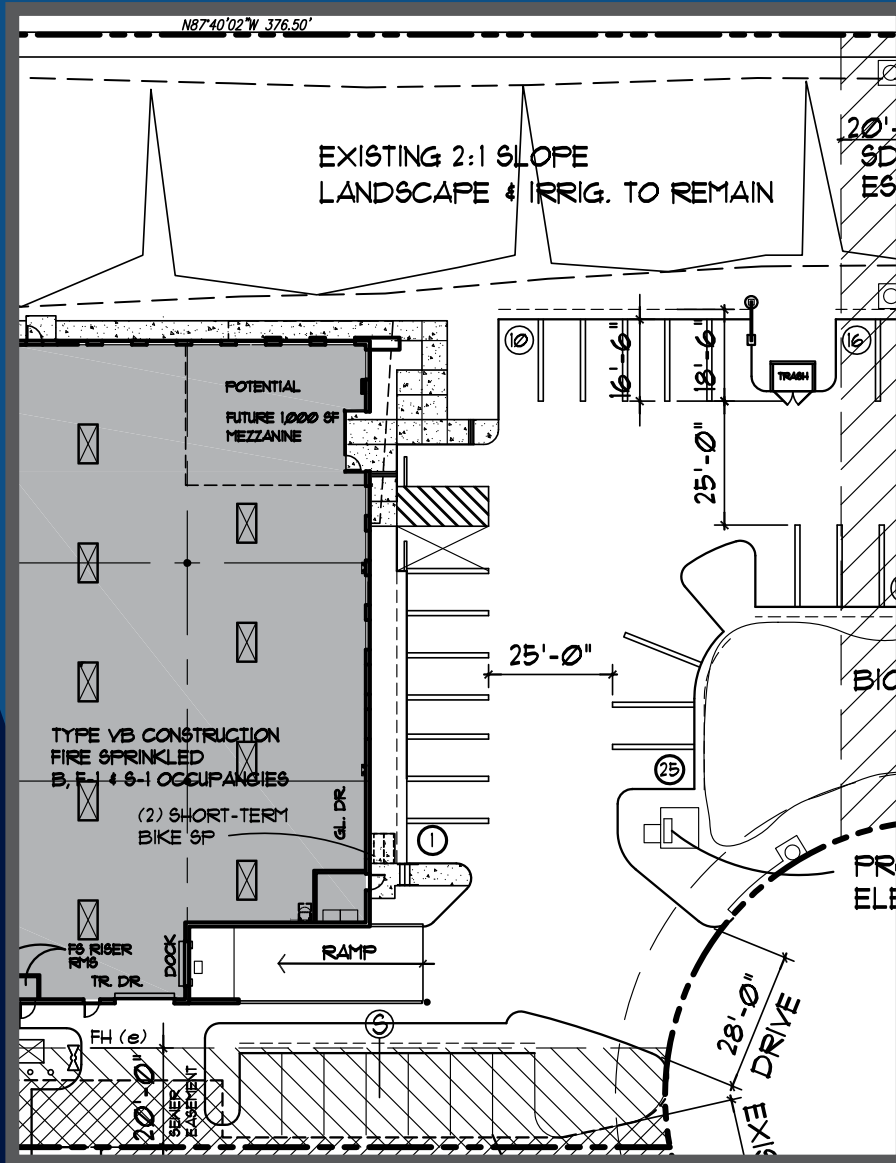 N87°40'02"W 376.50'
EXISTING 2:1 SLOPE
LANDSCAPE & IRRIG. TO REMAIN
20'-
SD
ES
10
16'-6"
18'-6"
16
TRASH
POTENTIAL
FUTURE 1,000 SF
MEZZANINE
25'-0"
25'-0"
BIO
TYPE VB CONSTRUCTION
FIRE SPRINKLED
B, F-1 & S-1 OCCUPANCIES
25
(2) SHORT-TERM
BIKE SP
GL. DR
1
PR
ELE
FS RISER
RMS
DOCK
RAMP
TR. DR.
FH (e)
S
28'-0"
DRIVE
20'-0"
SEWER
EASEMENT